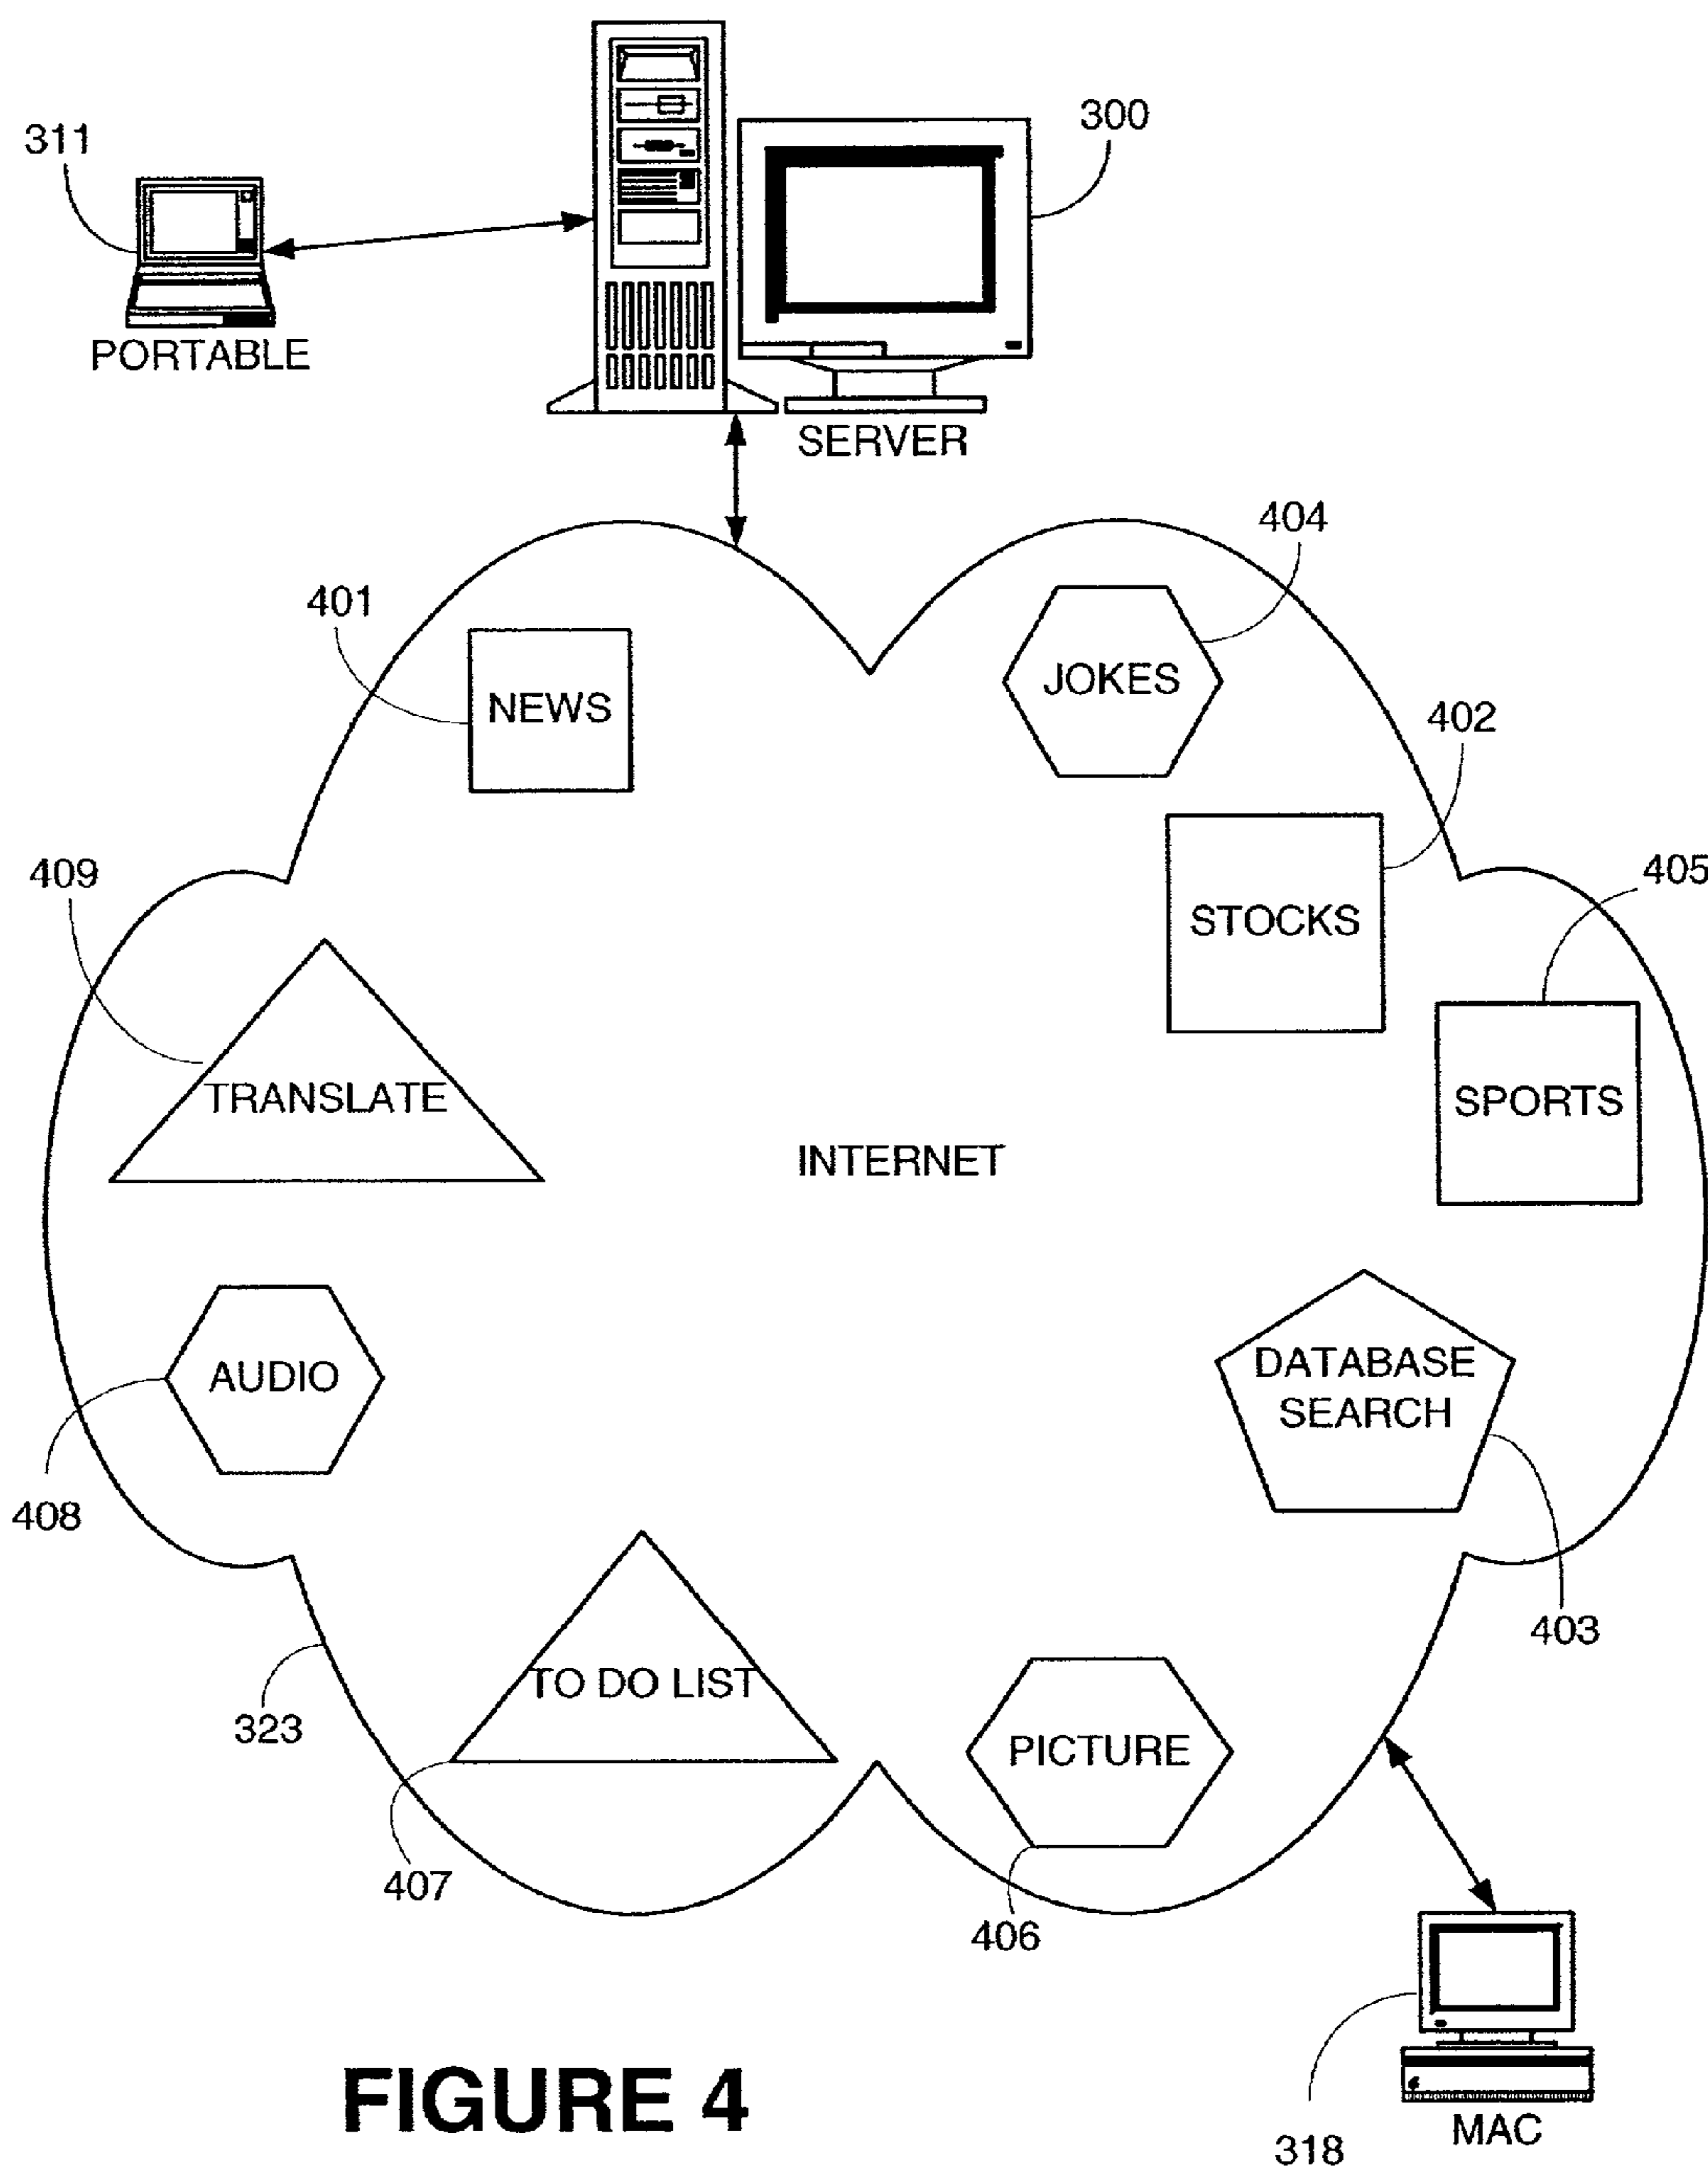 311
300
PORTABLE
SERVER
404
401
JOKES
NEWS
402
409
405
STOCKS
TRANSLATE
SPORTS
INTERNET
AUDIO
DATABASE
SEARCH
408
403
TO DO LIST
323
PICTURE
407
406
FIGURE 4
318
MAC